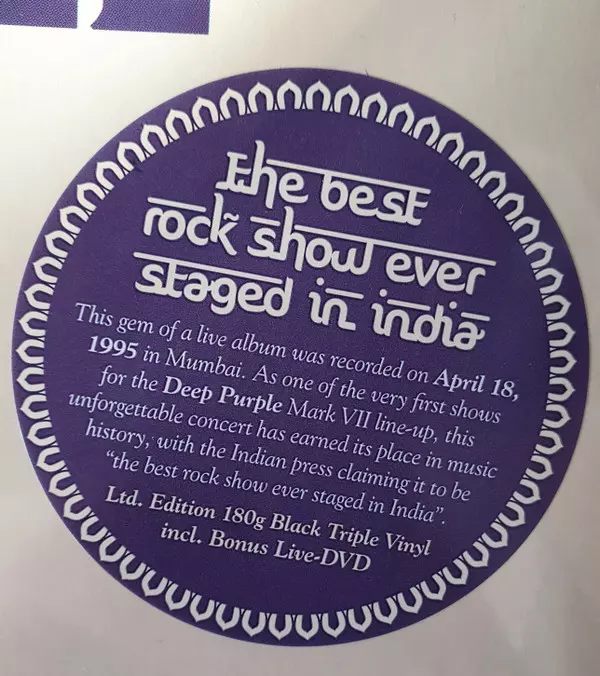 the best
rock show ever
staged in india
This gem of a live album was recorded on April 18,
1995 in Mumbai. As one of the very first shows
for the Deep Purple Mark VII line-up, this
unforgettable concert has earned its place in music
history, with the Indian press claiming it to be
“the best rock show ever staged in India”.
Ltd. Edition 180g Black Triple Vinyl
incl. Bonus Live-DVD